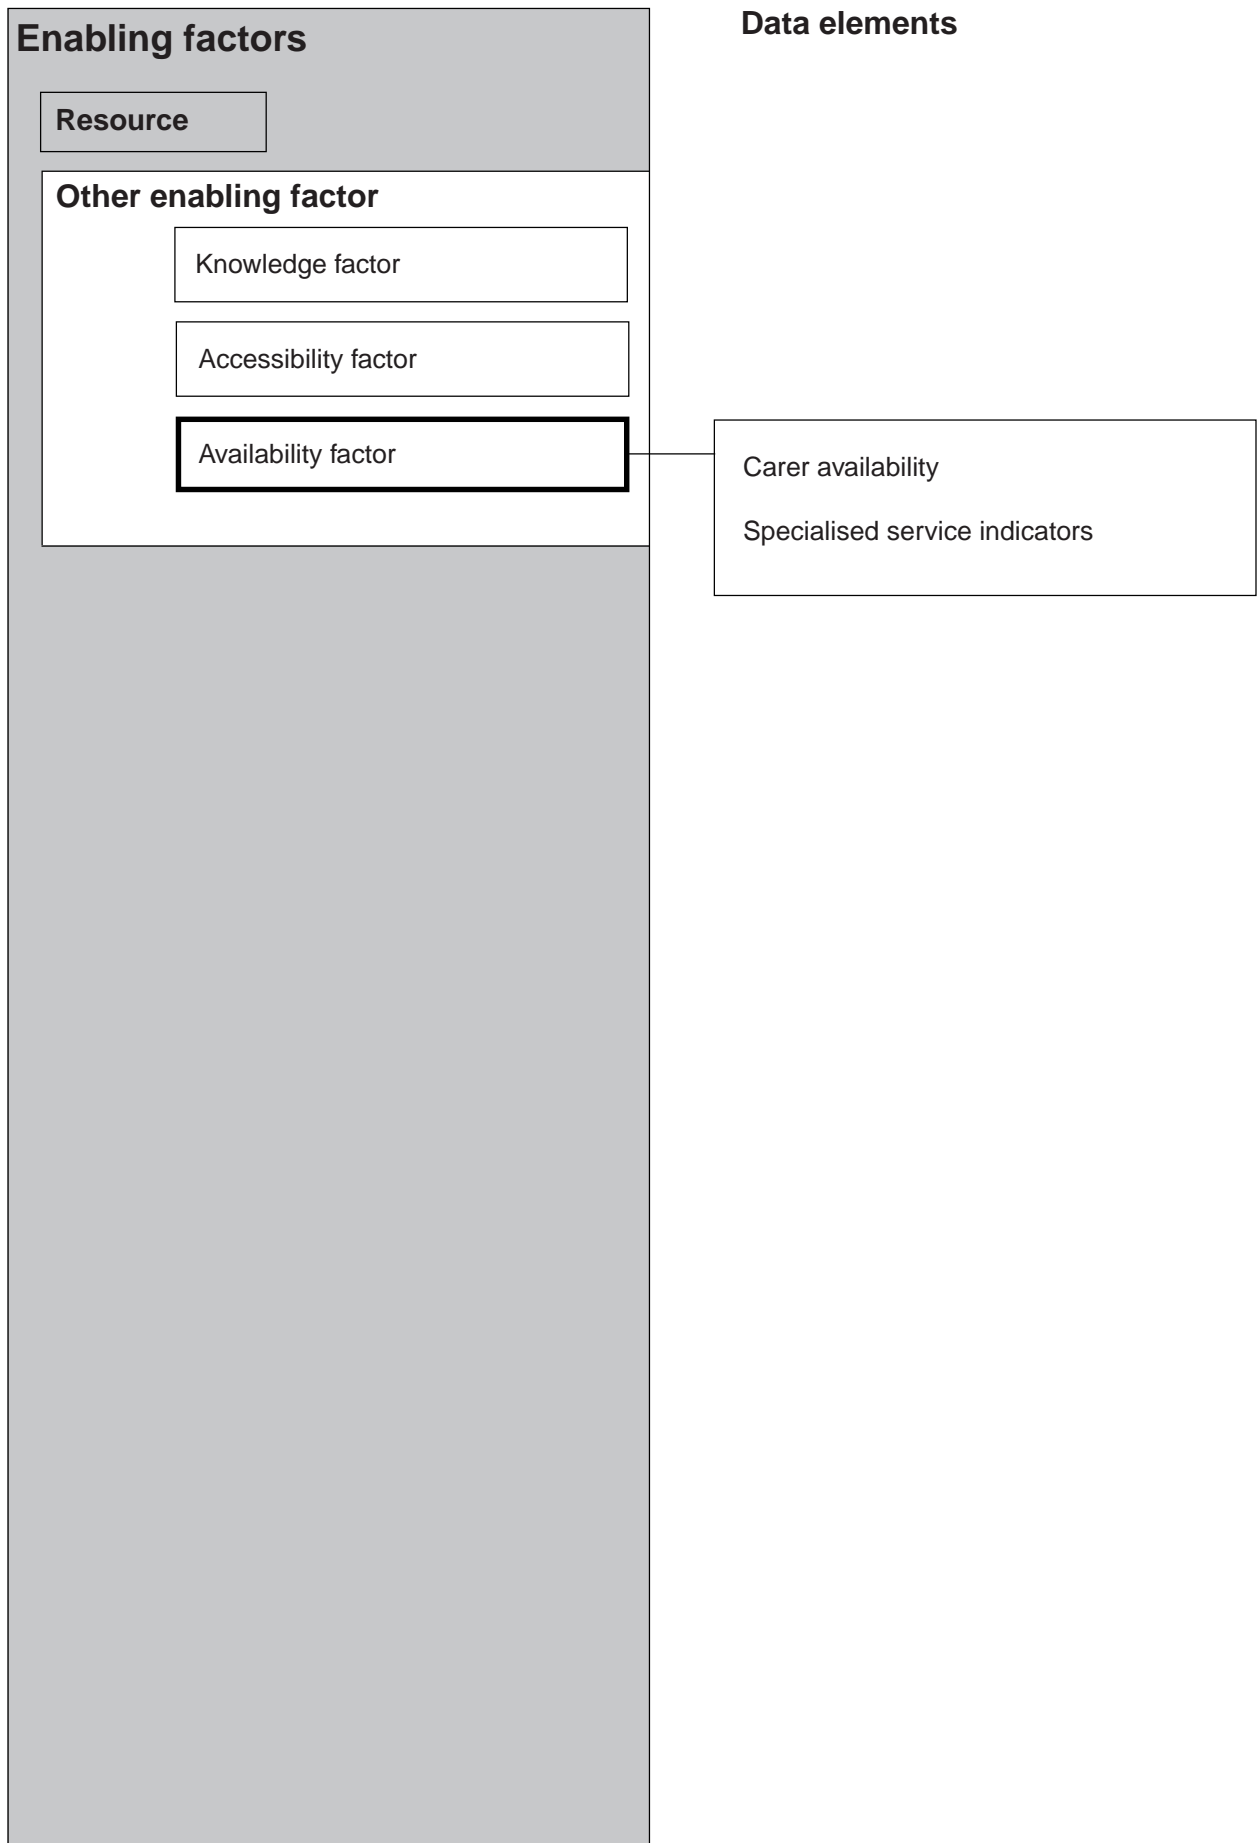 Enabling factors
Data elements
Resource
Other enabling factor
Knowledge factor
Accessibility factor
Availability factor
Carer availability
Specialised service indicators